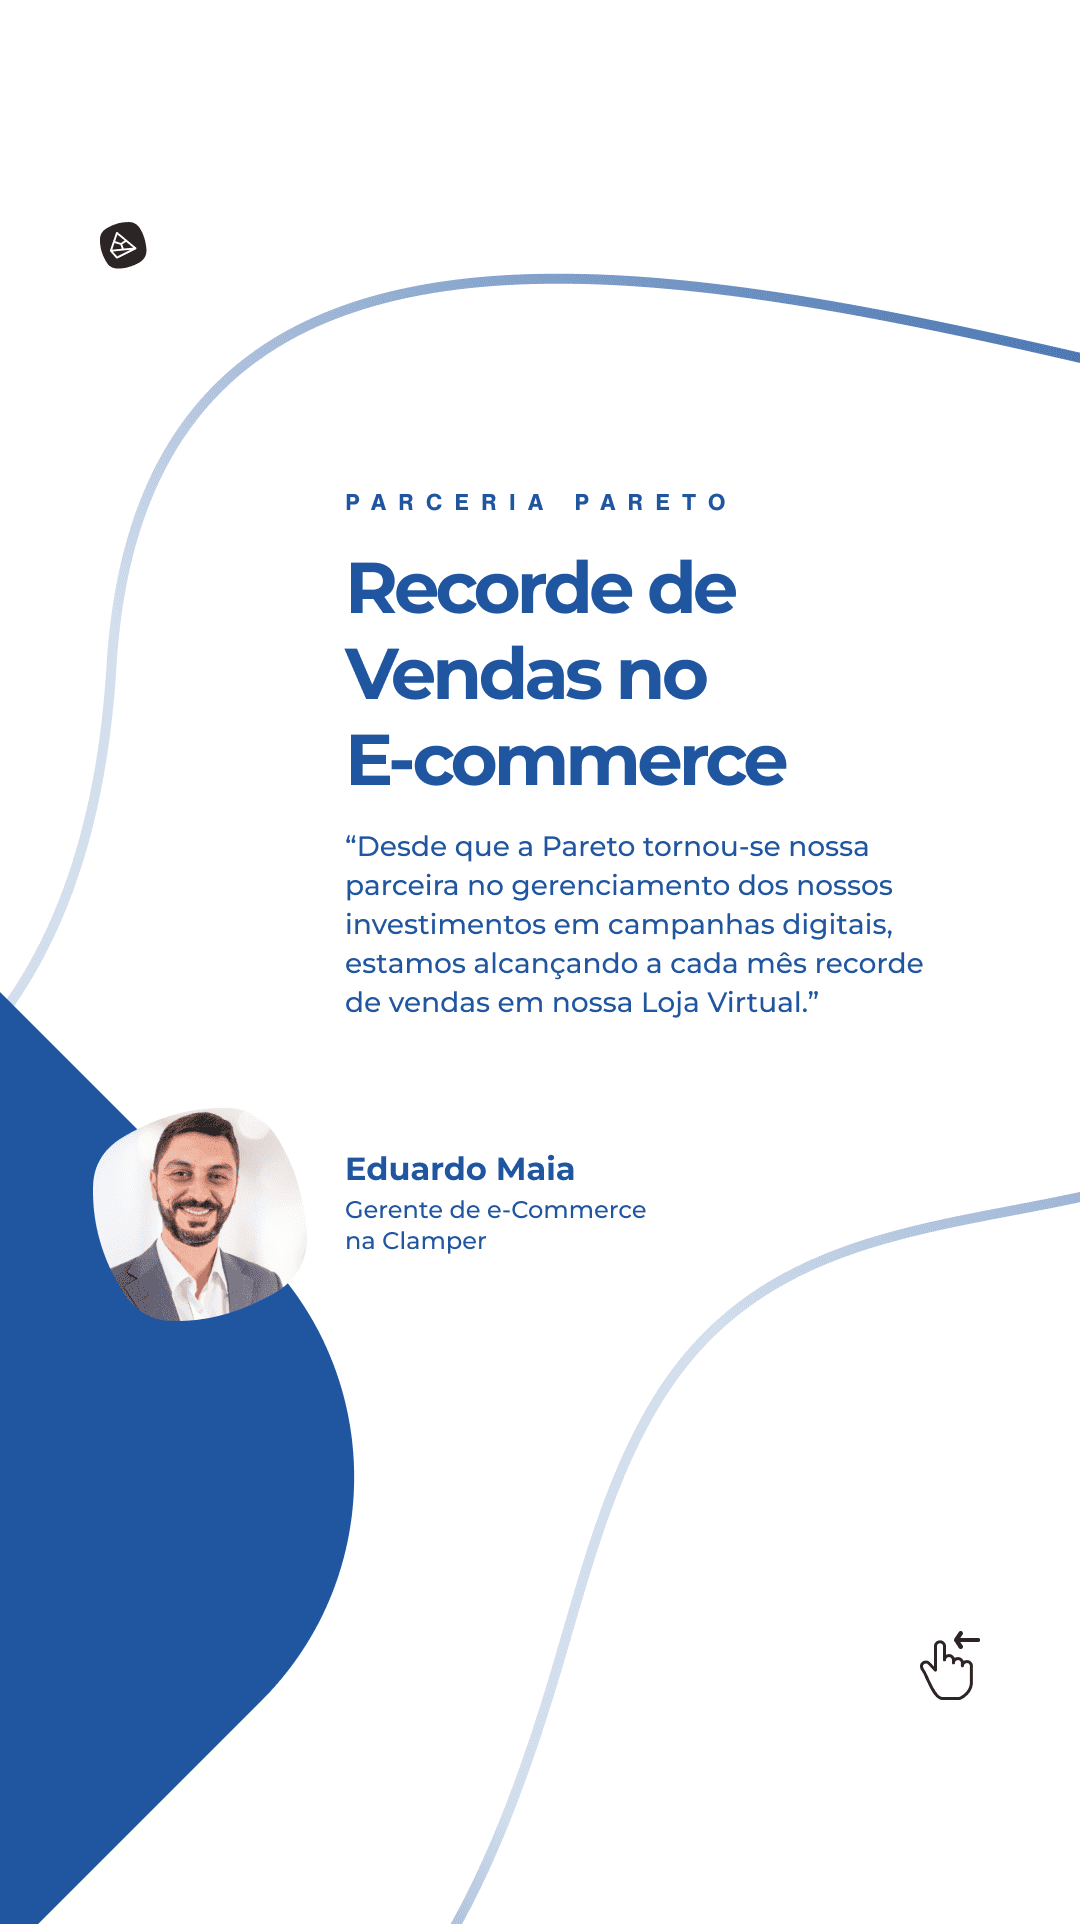 PARCERIA PARETO
Recorde de
Vendas no
E-commerce
“Desde que a Pareto tornou-se nossa
parceira no gerenciamento dos nossos
investimentos em campanhas digitais,
estamos alcançando a cada mês recorde
de vendas em nossa Loja Virtual.”
Eduardo Maia
Gerente de e-Commerce
na Clamper